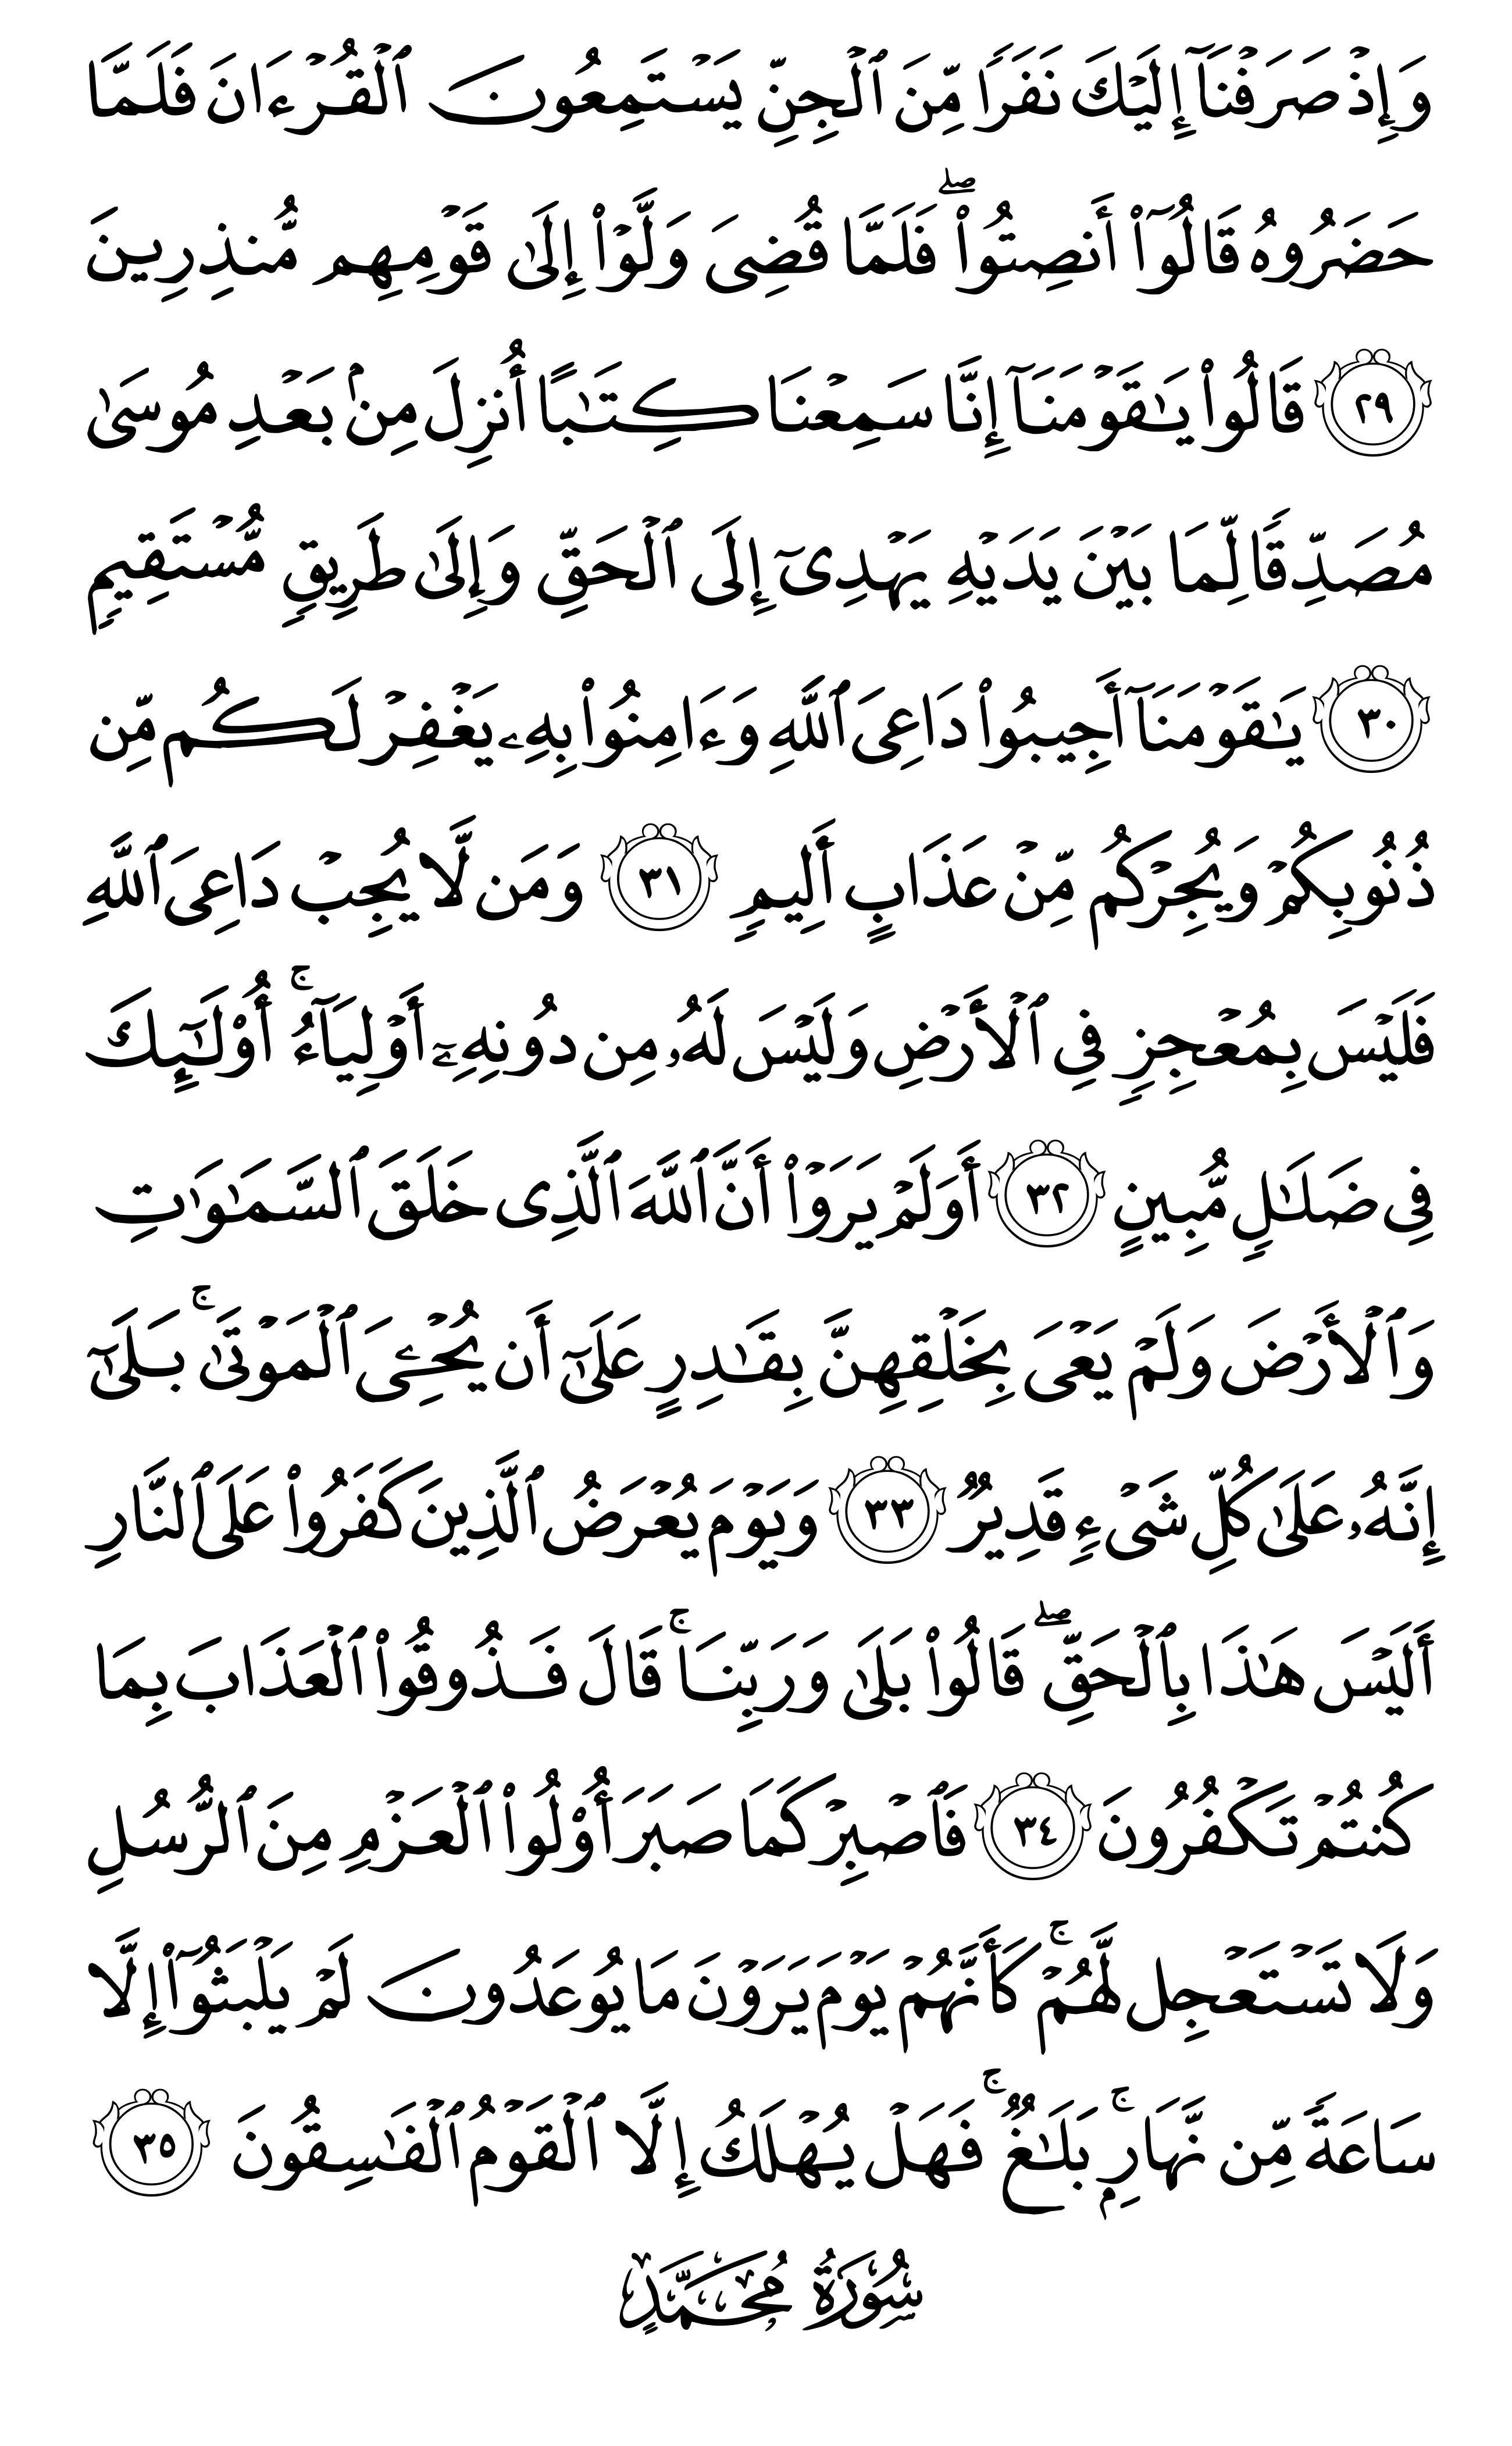 وَإِذْ صَرَفْنَآ إِلَيْكَ نَفَرًا مِّنَ ٱلْجِنِّ يَسْتَمِعُونَ ٱلْقُرْءَانَ فَلَمَّا
حَضَرُوهُ قَالُوٓا۟ أَنصِتُوا۟ ۖ فَلَمَّا قُضِىَ وَلَّوْا۟ إِلَىٰ قَوْمِهِم مُّنذِرِينَ
٢٩ قَالُوا۟ يَٰقَوْمَنَآ إِنَّا سَمِعْنَا كِتَٰبًا أُنزِلَ مِنۢ بَعْدِ مُوسَىٰ
مُصَدِّقًا لِّمَا بَيْنَ يَدَيْهِ يَهْدِىٓ إِلَى ٱلْحَقِّ وَإِلَىٰ طَرِيقٍ مُّسْتَقِيمٍ
٣٠ يَٰقَوْمَنَآ أَجِيبُوا۟ دَاعِىَ ٱللَّهِ وَءَامِنُوا۟ بِهِۦ يَغْفِرْ لَكُم مِّن
ذُنُوبِكُمْ وَيُجِرْكُم مِّنْ عَذَابٍ أَلِيمٍ ٣١ وَمَن لَّا يُجِبْ دَاعِىَ ٱللَّهِ
فَلَيْسَ بِمُعْجِزٍ فِى ٱلْأَرْضِ وَلَيْسَ لَهُۥ مِن دُونِهِۦٓ أَوْلِيَآءُ ۚ أُو۟لَٰٓئِكَ
فِى ضَلَٰلٍ مُّبِينٍ ٣٢ أَوَلَمْ يَرَوْا۟ أَنَّ ٱللَّهَ ٱلَّذِى خَلَقَ ٱلسَّمَٰوَٰتِ
وَٱلْأَرْضَ وَلَمْ يَعْىَ بِخَلْقِهِنَّ بِقَٰدِرٍ عَلَىٰٓ أَن يُحْۦِىَ ٱلْمَوْتَىٰ ۚ بَلَىٰٓ
إِنَّهُۥ عَلَىٰ كُلِّ شَىْءٍ قَدِيرٌ ٣٣ وَيَوْمَ يُعْرَضُ ٱلَّذِينَ كَفَرُوا۟ عَلَى ٱلنَّارِ
أَلَيْسَ هَٰذَا بِٱلْحَقِّ ۖ قَالُوا۟ بَلَىٰ وَرَبِّنَا ۚ قَالَ فَذُوقُوا۟ ٱلْعَذَابَ بِمَا
كُنتُمْ تَكْفُرُونَ ٣٤ فَٱصْبِرْ كَمَا صَبَرَ أُو۟لُوا۟ ٱلْعَزْمِ مِنَ ٱلرُّسُلِ
وَلَا تَسْتَعْجِل لَّهُمْ ۚ كَأَنَّهُمْ يَوْمَ يَرَوْنَ مَا يُوعَدُونَ لَمْ يَلْبَثُوٓا۟ إِلَّا
سَاعَةً مِّن نَّهَارٍۭ ۚ بَلَٰغٌ ۚ فَهَلْ يُهْلَكُ إِلَّا ٱلْقَوْمُ ٱلْفَٰسِقُونَ ٣٥
سُورَةُ مُحَمَّدٍ